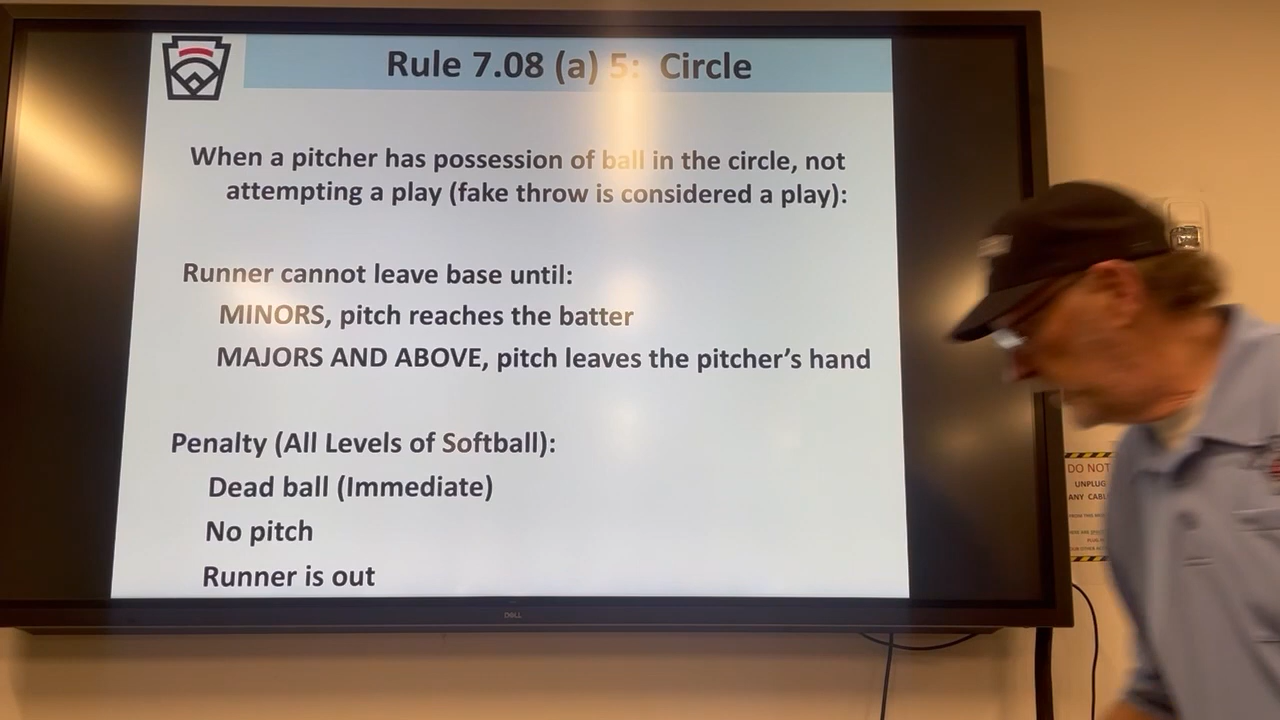 Rule 7.08 (a) 5: Circle
When a pitcher has possession of ball in the circle, not
attempting a play (fake throw is considered a play):
Runner cannot leave base until:
MINORS, pitch reaches the batter
MAJORS AND ABOVE, pitch leaves the pitcher's hand
Penalty (All Levels of Softball):
Dead ball (Immediate)
No pitch
Runner is out
DELL
DO NOT
UNPLUG
ANY CABL